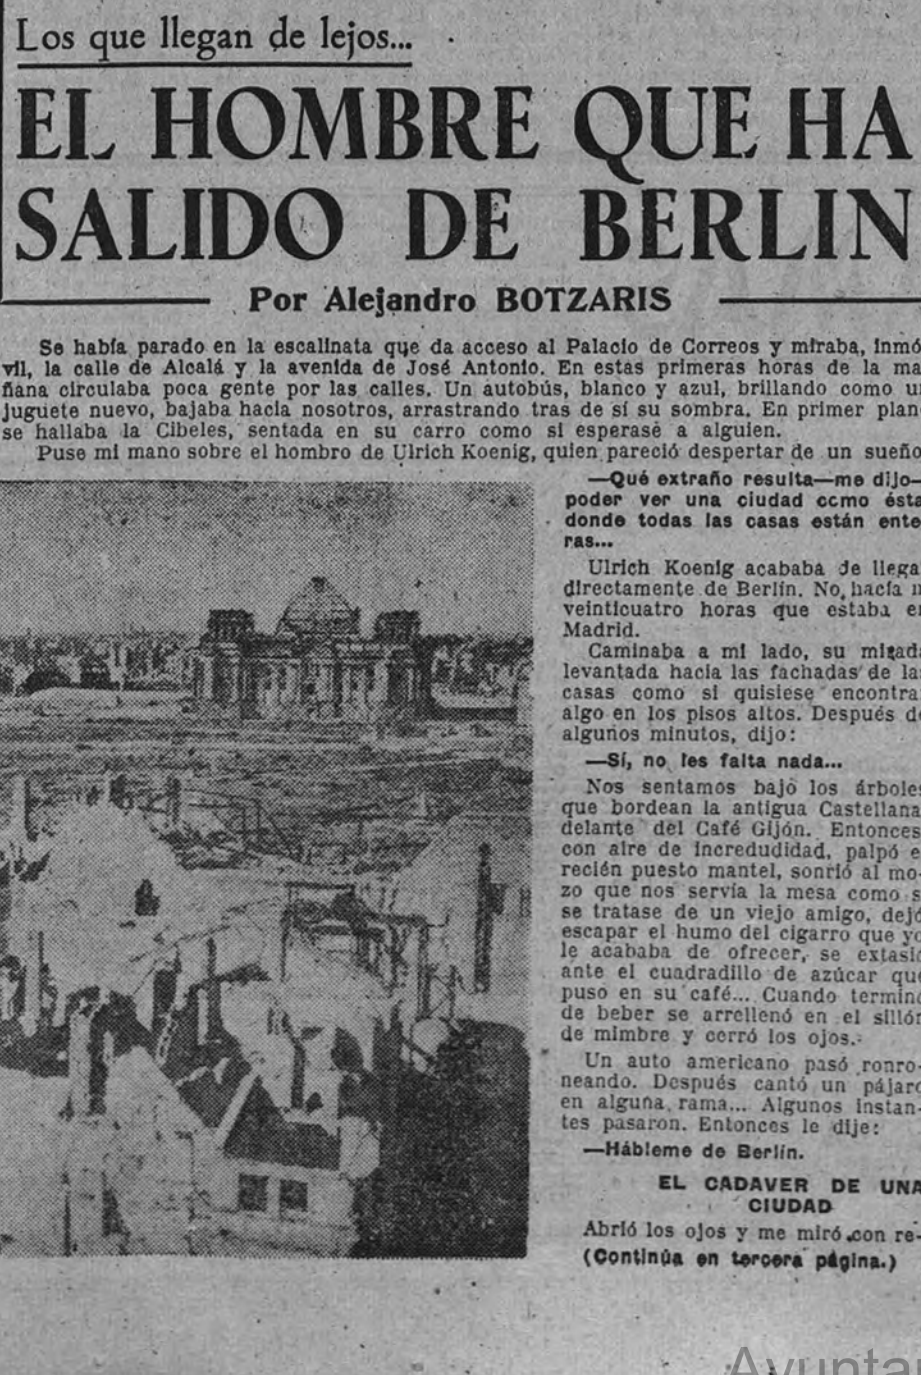 Los que llegan de lejos...
EL HOMBRE QUE HA
SALIDO DE BERLIN
Por Alejandro BOTZARIS
Se había parado en la escalinata que da acceso al Palacio de Correos y miraba, inmó-
vil, la calle de Alcalá y la avenida de José Antonio. En estas primeras horas de la ma
ñana circulaba poca gente por las calles. Un autobús, blanco y azul, brillando como u
juguete nuevo, bajaba hacia nosotros, arrastrando tras de sí su sombra. En primer plan
se hallaba la Cibeles, sentada en su carro como si esperase a alguien.
Puse mi mano sobre el hombro de Ulrich Koenig, quien pareció despertar de un sueño
—Qué extraño resulta—me dijo—
poder ver una ciudad como ésta
donde todas las casas están ente
ras...
Ulrich Koenig acababa de llega
directamente de Berlín. No hacía n
veinticuatro horas que estaba e
Madrid.
Caminaba a mi lado, su mirada
levantada hacia las fachadas de la
casas como si quisiese encontra
algo en los pisos altos. Después d
algunos minutos, dijo:
—Sí, no les falta nada...
Nos sentamos bajo los árboles
que bordean la antigua Castellana
delante del Café Gijón. Entonces
con aire de incredudidad, palpó e
recién puesto mantel, sonrió al mo-
zo que nos servía la mesa como s
se tratase de un viejo amigo, dejó
escapar el humo del cigarro que yo
le acababa de ofrecer, se extasió
ante el cuadradillo de azúcar que
puso en su café... Cuando terminó
de beber se arrellenó en el sillón
de mimbre y cerró los ojos.
Un auto americano pasó ronro-
neando. Después cantó un pájaro
en alguna rama... Algunos instan-
tes pasaron. Entonces le dije:
—Hábleme de Berlín.
EL CADAVER DE UNA
CIUDAD
Abrió los ojos y me miró con re-
(Continúa en tercera página.)
Ayuntar